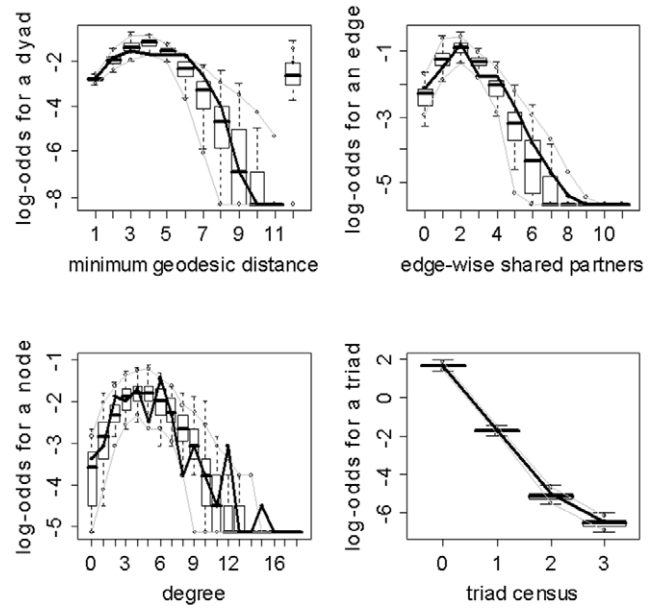 log-odds for a dyad
-2
-4
-6
-8
1 3 5 7 9 11
minimum geodesic distance
log-odds for an edge
-1
-3
-5
0 2 4 6 8 10
edge-wise shared partners
log-odds for a node
-1
-2
-3
-4
-5
0 3 6 9 12 16
degree
log-odds for a triad
2
0
-2
-4
-6
0 1 2 3
triad census